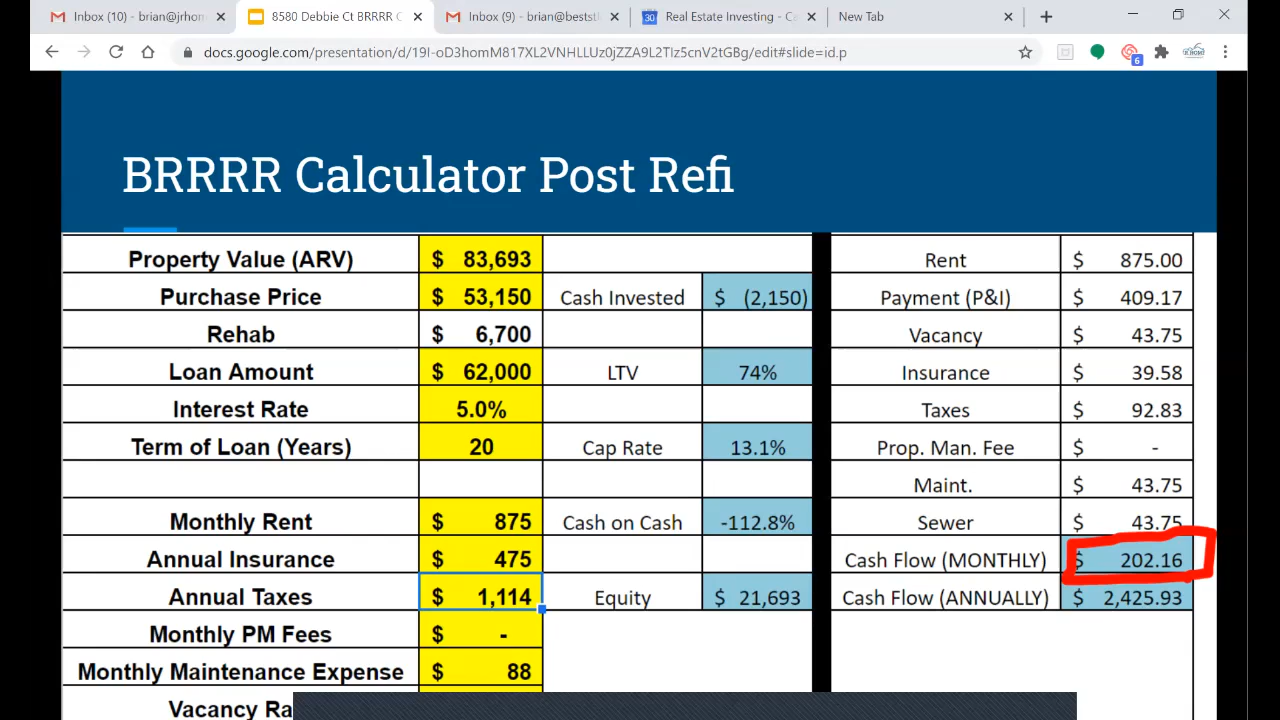 Inbox (10) - brian@jrhom
8580 Debbie Ct BRRRR C
Inbox (9) - brian@bestst
30
Real Estate Investing - C
New Tab
docs.google.com/presentation/d/19I-oD3homM817XL2VNHLLUz0jZZA9L2Tlz5cnV2tGBg/edit#slide=id.p
6
BRRRR Calculator Post Refi
Property Value (ARV) $ 83,693 Rent $ 875.00
Purchase Price $ 53,150 Cash Invested $ (2,150) Payment (P&I) $ 409.17
Rehab $ 6,700 Vacancy $ 43.75
Loan Amount $ 62,000 LTV 74% Insurance $ 39.58
Interest Rate 5.0% Taxes $ 92.83
Term of Loan (Years) 20 Cap Rate 13.1% Prop. Man. Fee $ -
Maint. $ 43.75
Monthly Rent $ 875 Cash on Cash -112.8% Sewer $ 43.75
Annual Insurance $ 475 Cash Flow (MONTHLY) $ 202.16
Annual Taxes $ 1,114 Equity $ 21,693 Cash Flow (ANNUALLY) $ 2,425.93
Monthly PM Fees $ -
Monthly Maintenance Expense $ 88
Vacancy Ra